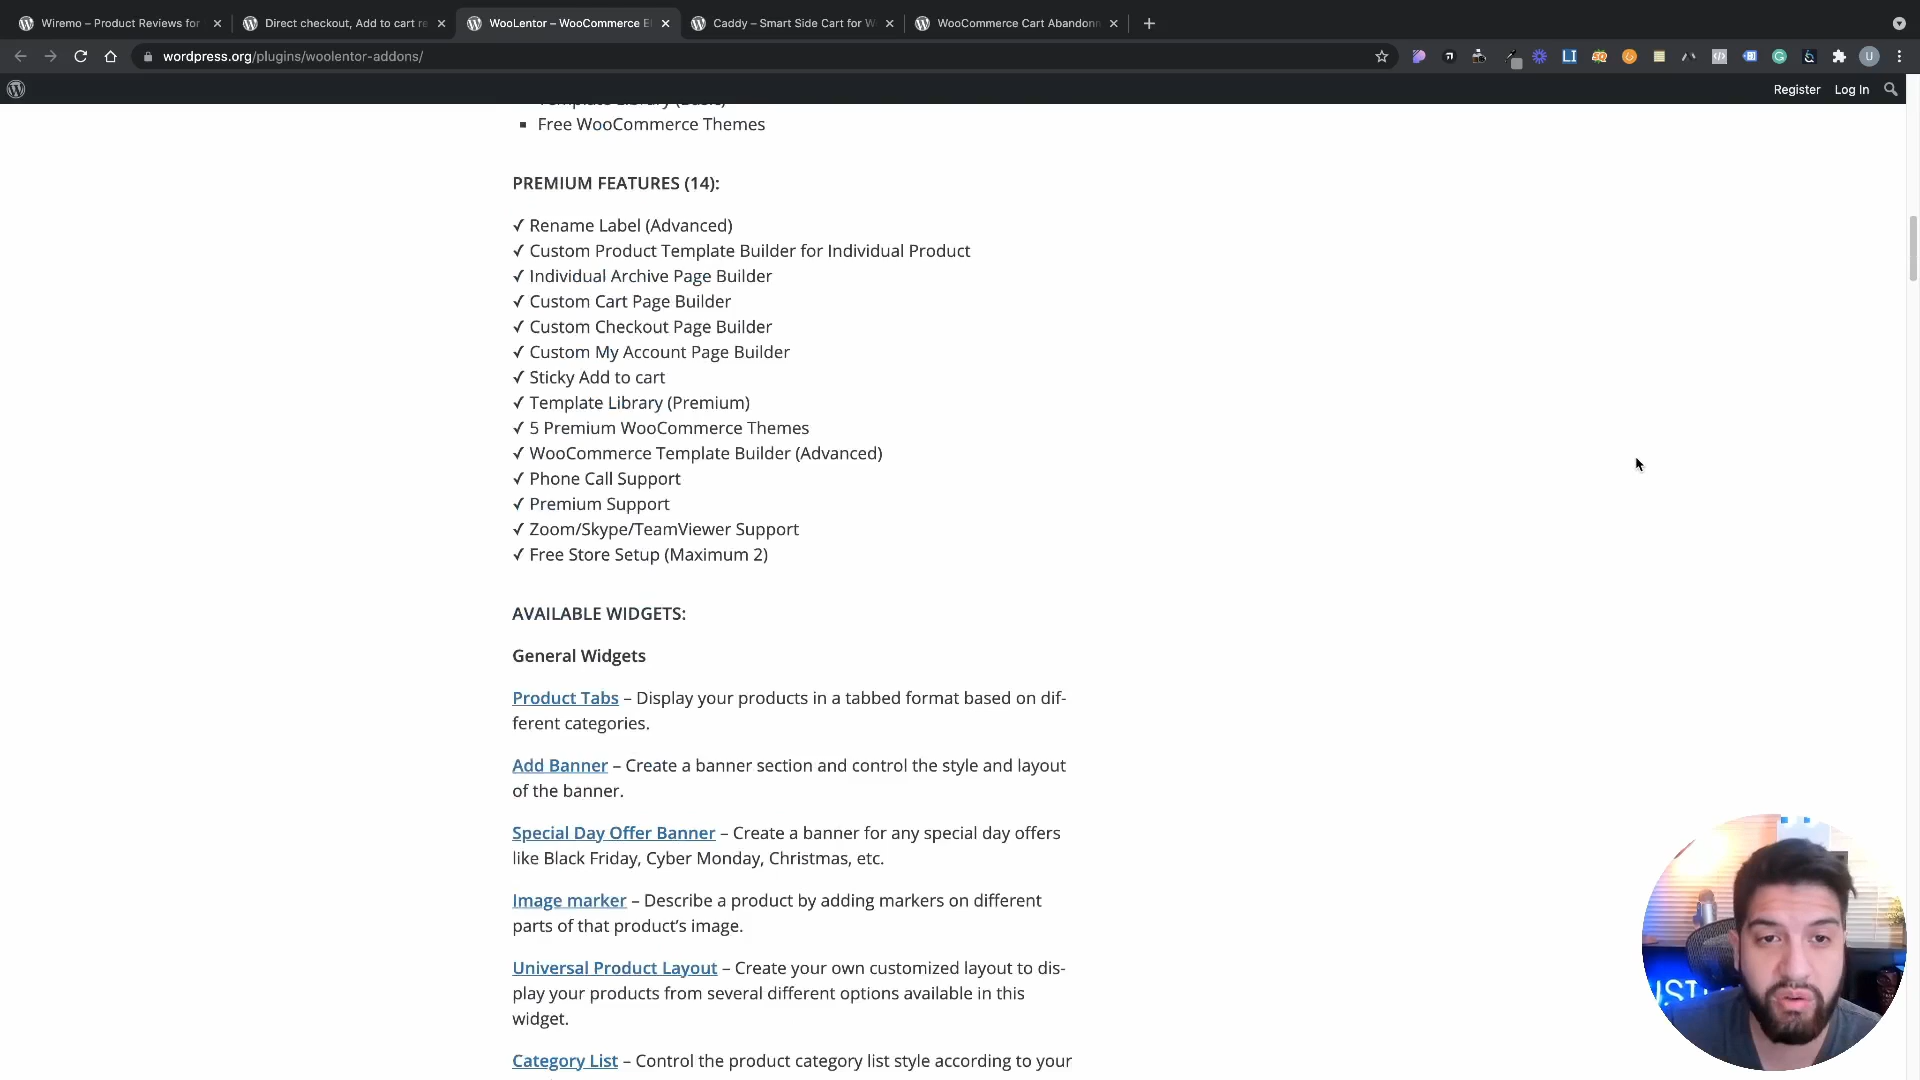 Wiremo – Product Reviews for
Direct checkout, Add to cart re
WooLentor – WooCommerce El
Caddy – Smart Side Cart for W
WooCommerce Cart Abandonn
wordpress.org/plugins/woolentor-addons/
Register Log In
Template Library (Basic)
▪ Free WooCommerce Themes
PREMIUM FEATURES (14):
✓ Rename Label (Advanced)
✓ Custom Product Template Builder for Individual Product
✓ Individual Archive Page Builder
✓ Custom Cart Page Builder
✓ Custom Checkout Page Builder
✓ Custom My Account Page Builder
✓ Sticky Add to cart
✓ Template Library (Premium)
✓ 5 Premium WooCommerce Themes
✓ WooCommerce Template Builder (Advanced)
✓ Phone Call Support
✓ Premium Support
✓ Zoom/Skype/TeamViewer Support
✓ Free Store Setup (Maximum 2)
AVAILABLE WIDGETS:
General Widgets
Product Tabs – Display your products in a tabbed format based on dif-
ferent categories.
Add Banner – Create a banner section and control the style and layout
of the banner.
Special Day Offer Banner – Create a banner for any special day offers
like Black Friday, Cyber Monday, Christmas, etc.
Image marker – Describe a product by adding markers on different
parts of that product's image.
Universal Product Layout – Create your own customized layout to dis-
play your products from several different options available in this
widget.
Category List – Control the product category list style according to your